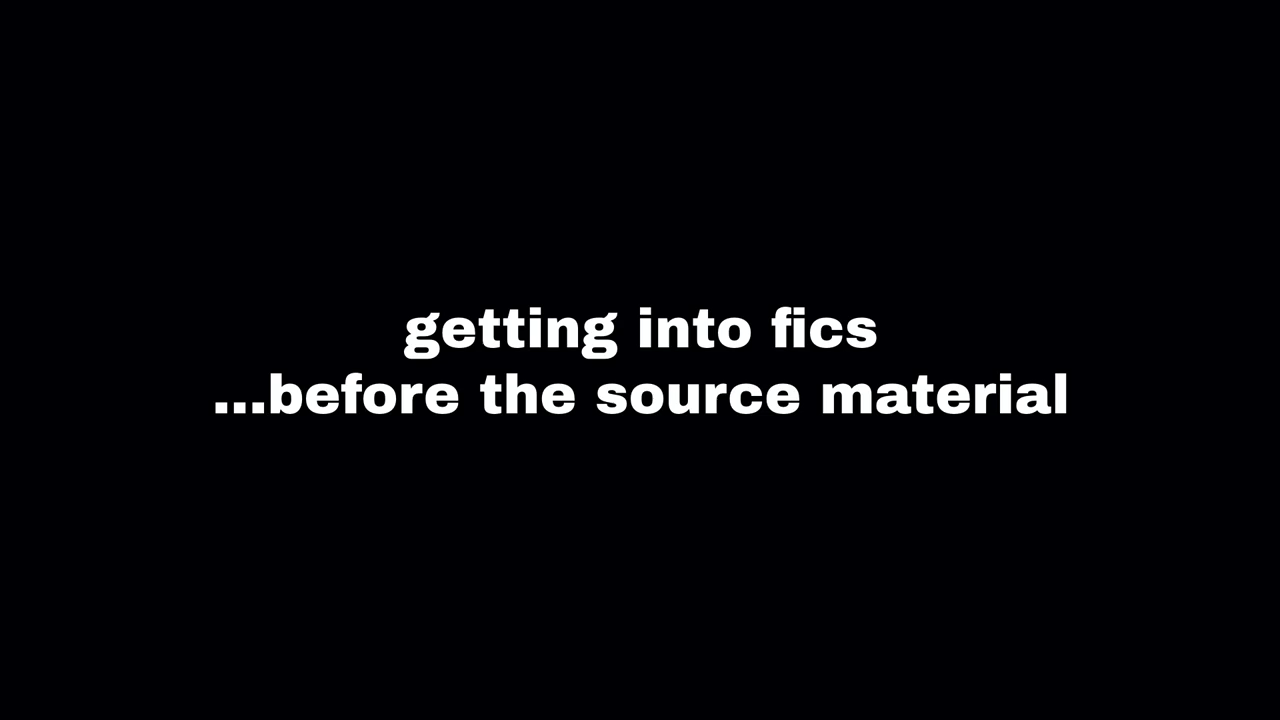 getting into fics
...before the source material